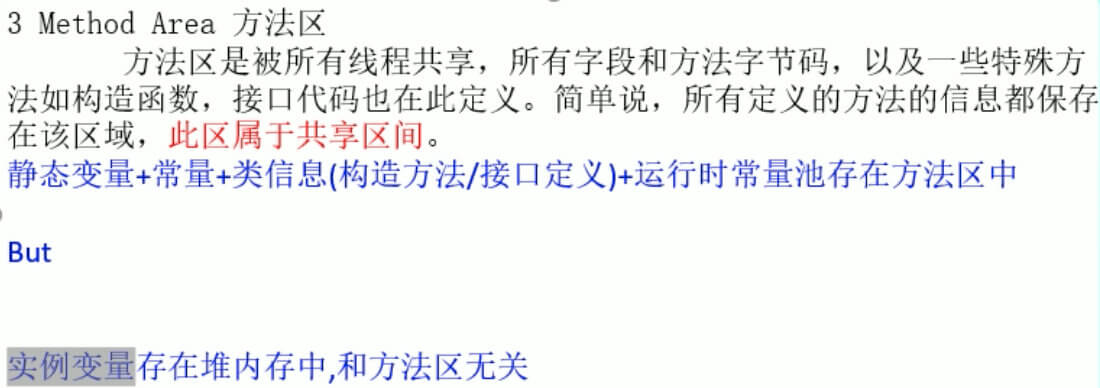 3 Method Area 方法区
方法区是被所有线程共享，所有字段和方法字节码，以及一些特殊方
法如构造函数，接口代码也在此定义。简单说，所有定义的方法的信息都保存
在该区域，此区属于共享区间。
静态变量+常量+类信息(构造方法/接口定义)+运行时常量池存在方法区中
But
实例变量存在堆内存中,和方法区无关